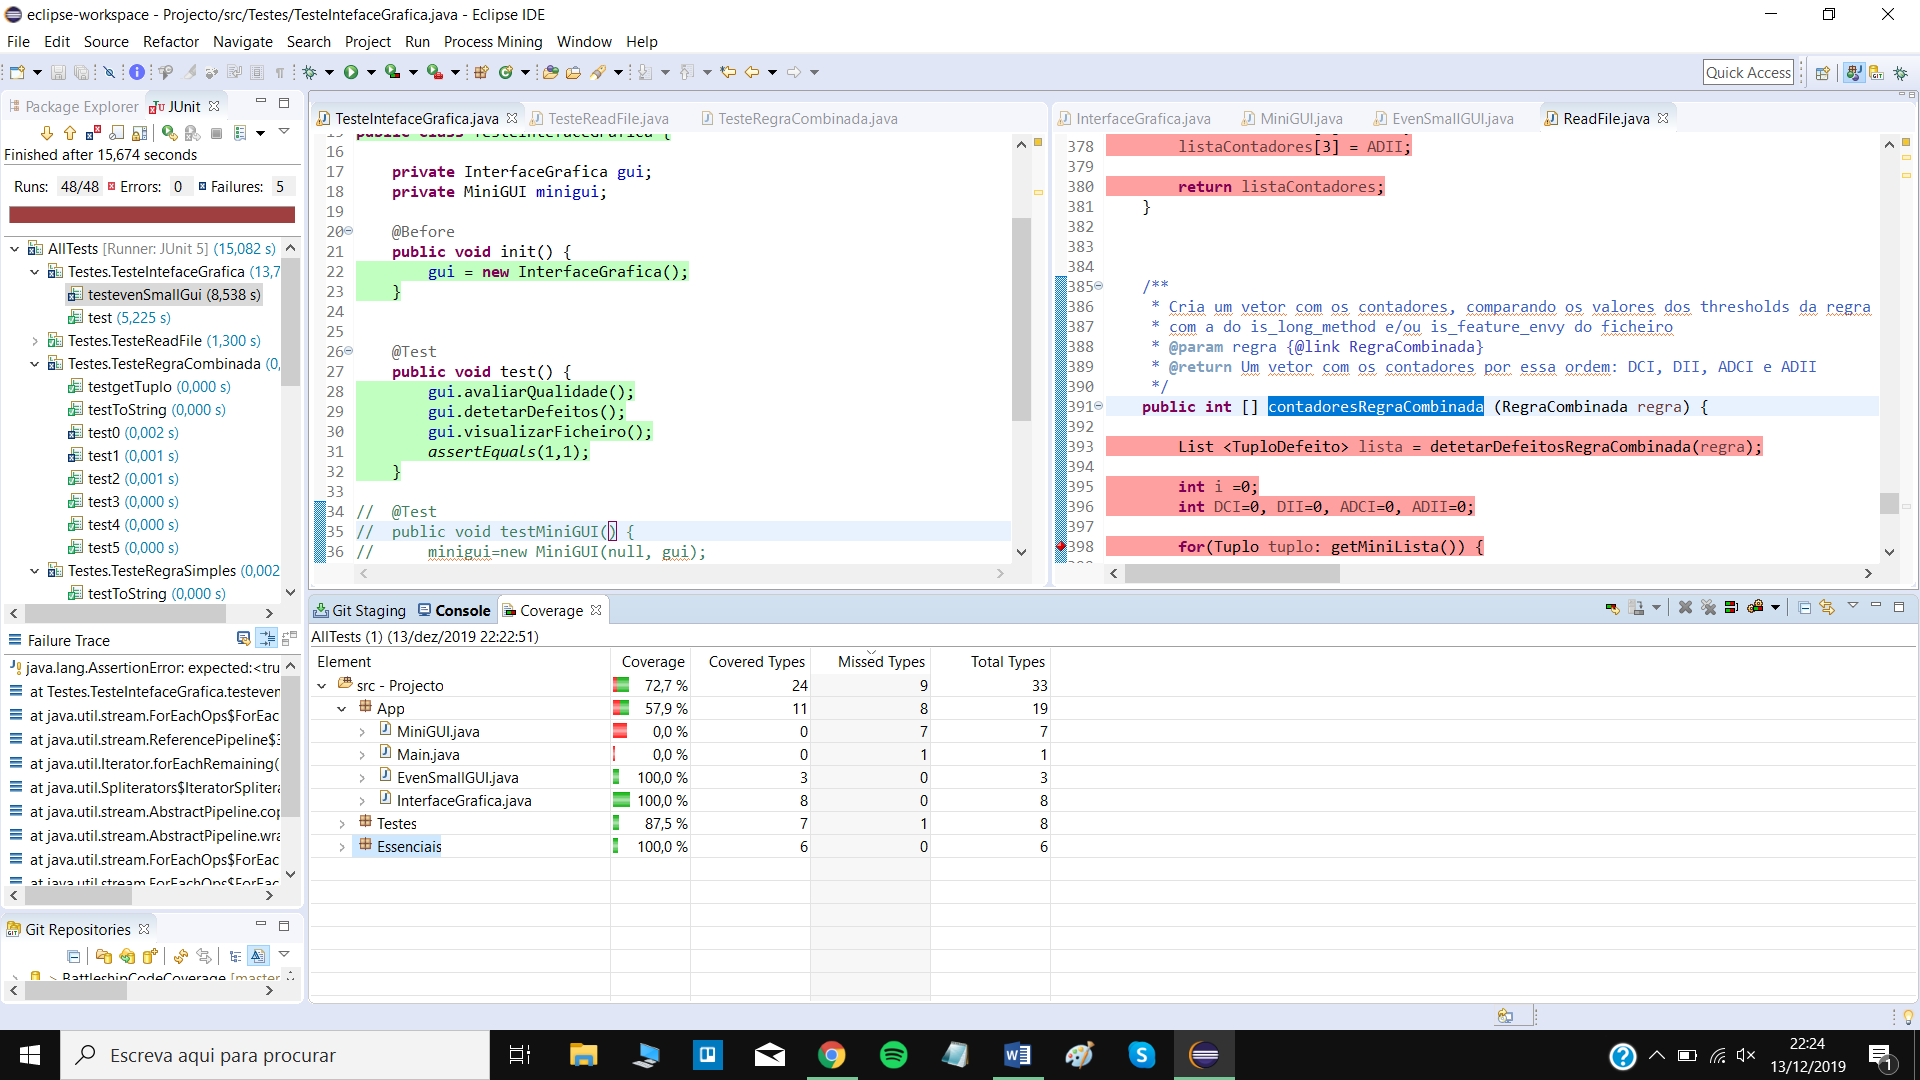 eclipse-workspace - Projecto/src/Testes/TesteIntefaceGrafica.java - Eclipse IDE
File Edit Source Refactor Navigate Search Project Run Process Mining Window Help
Quick Access
Package Explorer JUnit
Finished after 15,674 seconds
Runs: 48/48 Errors: 0 Failures: 5
AllTests [Runner: JUnit 5] (15,082 s)
Testes.TesteIntefaceGrafica (13,7
testevenSmallGui (8,538 s)
test (5,225 s)
Testes.TesteReadFile (1,300 s)
Testes.TesteRegraCombinada (0,
testgetTuplo (0,000 s)
testToString (0,000 s)
test0 (0,002 s)
test1 (0,001 s)
test2 (0,001 s)
test3 (0,000 s)
test4 (0,000 s)
test5 (0,000 s)
Testes.TesteRegraSimples (0,002
testToString (0,000 s)
Failure Trace
java.lang.AssertionError: expected:<tru
at Testes.TesteIntefaceGrafica.testeven
at java.util.stream.ForEachOps$ForEac
at java.util.stream.ReferencePipeline$3
at java.util.Iterator.forEachRemaining(
at java.util.Spliterators$IteratorSplitera
at java.util.stream.AbstractPipeline.cop
at java.util.stream.AbstractPipeline.wra
at java.util.stream.ForEachOps$ForEac
at java.util.stream.ForEachOps$ForEac
Git Repositories
> BattleshipCodeCoverage [master
TesteIntefaceGrafica.java TesteReadFile.java TesteRegraCombinada.java
15 public class TesteIntefaceGrafica {
16
17 private InterfaceGrafica gui;
18 private MiniGUI minigui;
19
20 @Before
21 public void init() {
22 gui = new InterfaceGrafica();
23 }
24
25
26 @Test
27 public void test() {
28 gui.avaliarQualidade();
29 gui.detetarDefeitos();
30 gui.visualizarFicheiro();
31 assertEquals(1,1);
32 }
33
34 // @Test
35 // public void testMiniGUI() {
36 // minigui=new MiniGUI(null, gui);
InterfaceGrafica.java MiniGUI.java EvenSmallGUI.java ReadFile.java
378 listaContadores[3] = ADII;
379
380 return listaContadores;
381 }
382
383
384
385 /**
386 * Cria um vetor com os contadores, comparando os valores dos thresholds da regra
387 * com a do is_long_method e/ou is_feature_envy do ficheiro
388 * @param regra {@link RegraCombinada}
389 * @return Um vetor com os contadores por essa ordem: DCI, DII, ADCI e ADII
390 */
391 public int [] contadoresRegraCombinada (RegraCombinada regra) {
392
393 List <TuploDefeito> lista = detetarDefeitosRegraCombinada(regra);
394
395 int i =0;
396 int DCI=0, DII=0, ADCI=0, ADII=0;
397
398 for(Tuplo tuplo: getMiniLista()) {
Git Staging Console Coverage
AllTests (1) (13/dez/2019 22:22:51)
Element Coverage Covered Types Missed Types Total Types
src - Projecto 72,7 % 24 9 33
App 57,9 % 11 8 19
MiniGUI.java 0,0 % 0 7 7
Main.java 0,0 % 0 1 1
EvenSmallGUI.java 100,0 % 3 0 3
InterfaceGrafica.java 100,0 % 8 0 8
Testes 87,5 % 7 1 8
Essenciais 100,0 % 6 0 6
Escreva aqui para procurar
22:24
13/12/2019
1